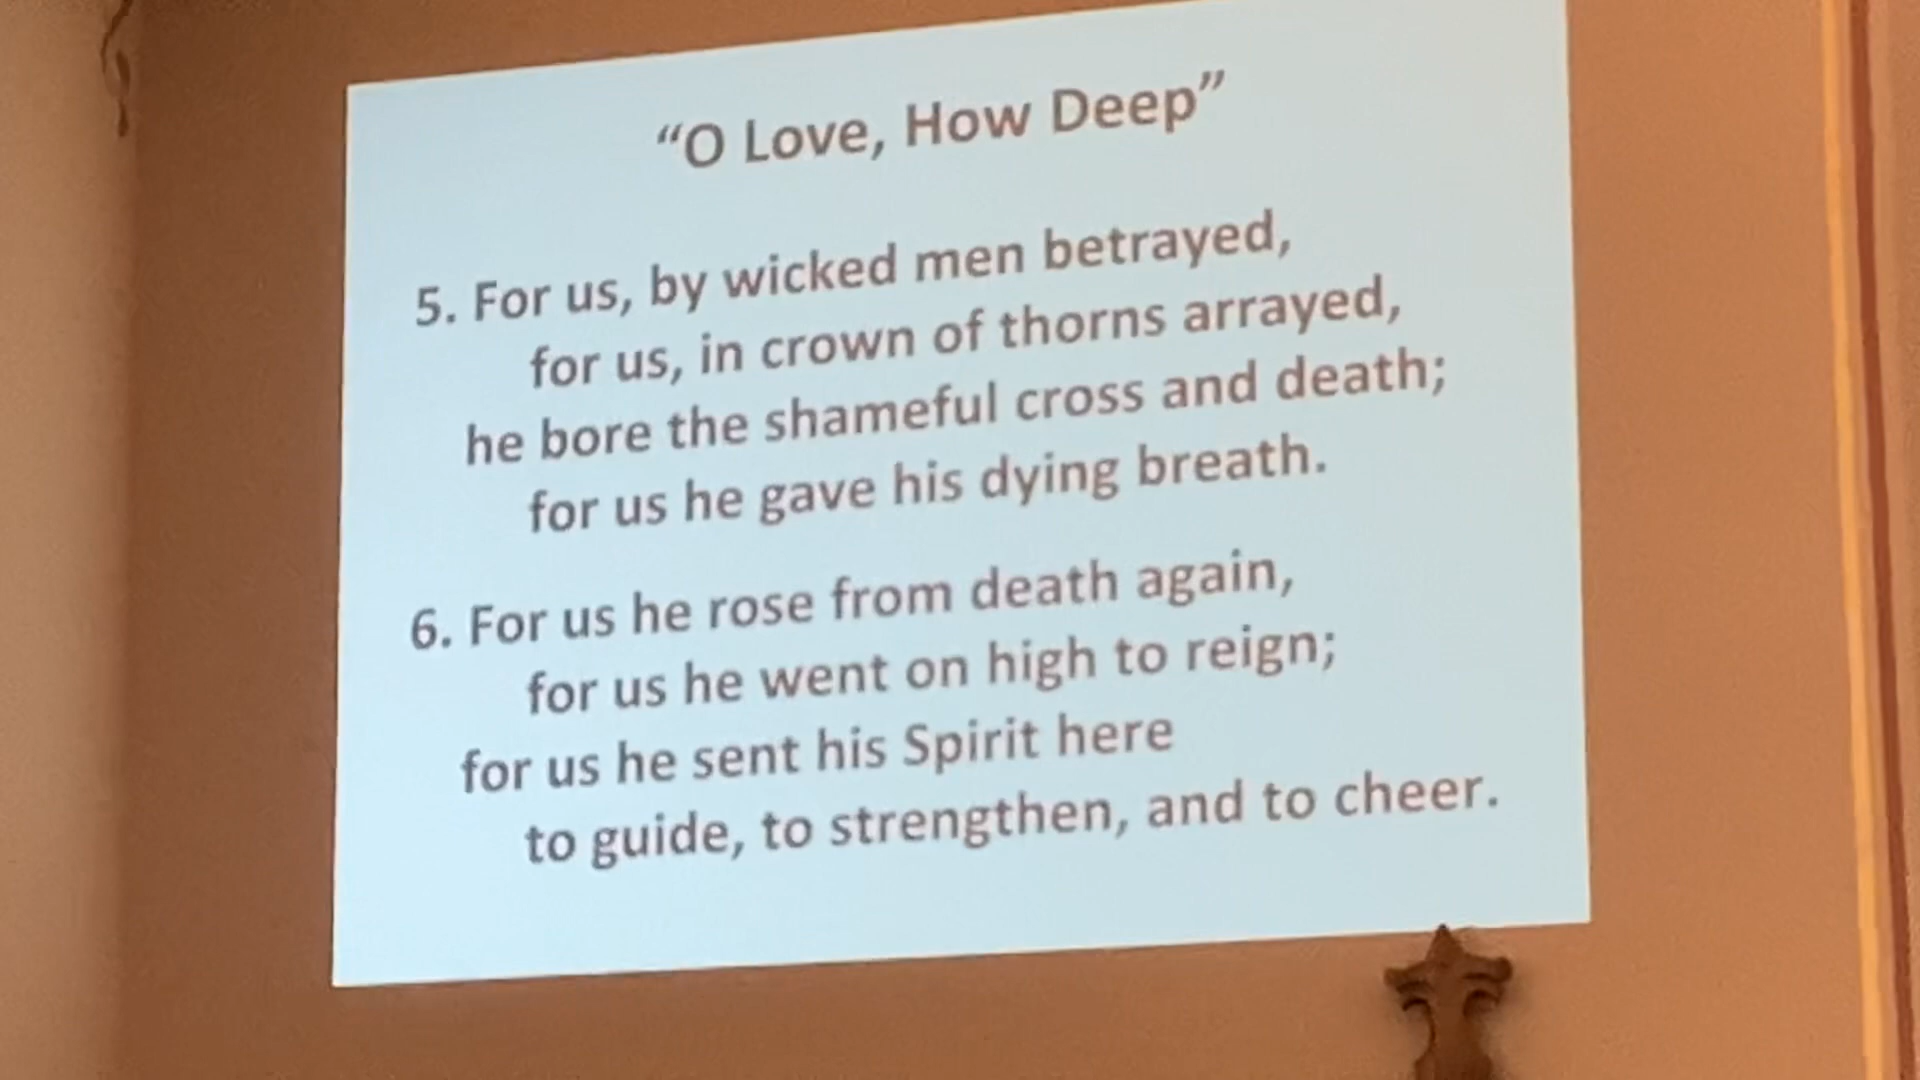 “O Love, How Deep”
5. For us, by wicked men betrayed,
for us, in crown of thorns arrayed,
he bore the shameful cross and death;
for us he gave his dying breath.
6. For us he rose from death again,
for us he went on high to reign;
for us he sent his Spirit here
to guide, to strengthen, and to cheer.